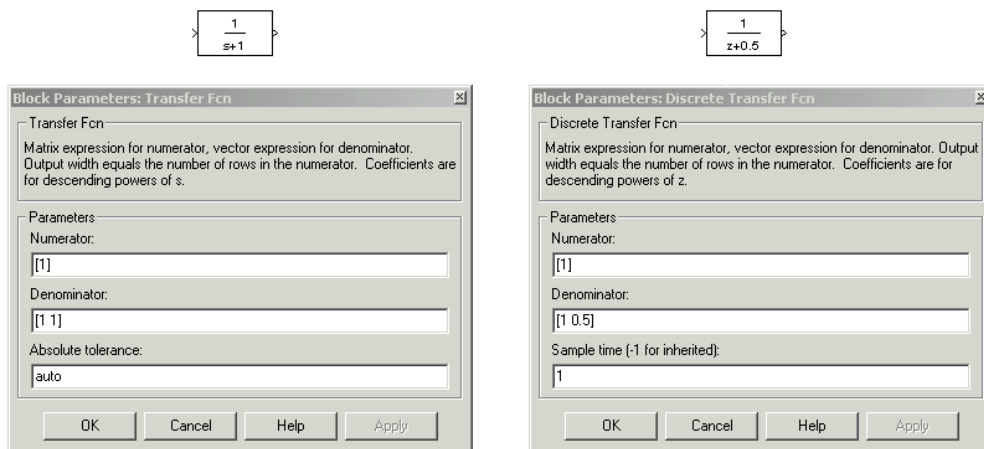 1
s+1
1
z+0.5
Block Parameters: Transfer Fcn
Transfer Fcn
Matrix expression for numerator, vector expression for denominator.
Output width equals the number of rows in the numerator. Coefficients are
for descending powers of s.
Parameters
Numerator:
[1]
Denominator:
[1 1]
Absolute tolerance:
auto
OK Cancel Help Apply
Block Parameters: Discrete Transfer Fcn
Discrete Transfer Fcn
Matrix expression for numerator, vector expression for denominator. Output
width equals the number of rows in the numerator. Coefficients are for
descending powers of z.
Parameters
Numerator:
[1]
Denominator:
[1 0.5]
Sample time (-1 for inherited):
1
OK Cancel Help Apply